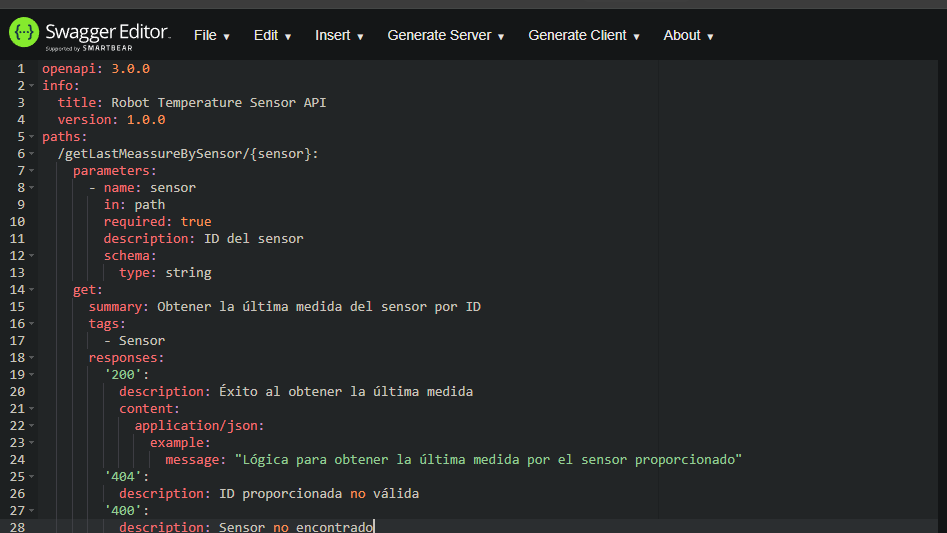 Swagger Editor.
Supported by SMARTBEAR
File ▼ Edit ▼ Insert ▼ Generate Server ▼ Generate Client ▼ About ▼
1 openapi: 3.0.0
2 info:
3   title: Robot Temperature Sensor API
4   version: 1.0.0
5 paths:
6   /getLastMeassureBySensor/{sensor}:
7     parameters:
8       - name: sensor
9         in: path
10         required: true
11         description: ID del sensor
12         schema:
13           type: string
14     get:
15       summary: Obtener la última medida del sensor por ID
16       tags:
17         - Sensor
18       responses:
19         '200':
20           description: Éxito al obtener la última medida
21           content:
22             application/json:
23               example:
24                 message: "Lógica para obtener la última medida por el sensor proporcionado"
25         '404':
26           description: ID proporcionada no válida
27         '400':
28           description: Sensor no encontrado